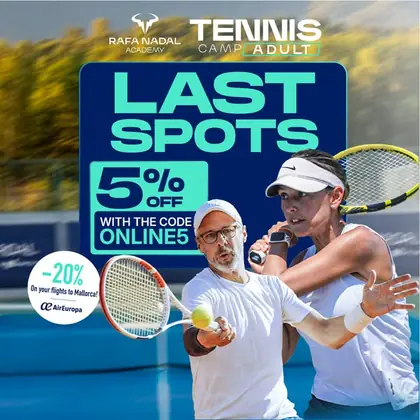 RAFA NADAL
ACADEMY
TENNIS
CAMP ADULT
LAST
SPOTS
5% OFF
WITH THE CODE
ONLINE5
-20%
On your flights to Mallorca!
AirEuropa